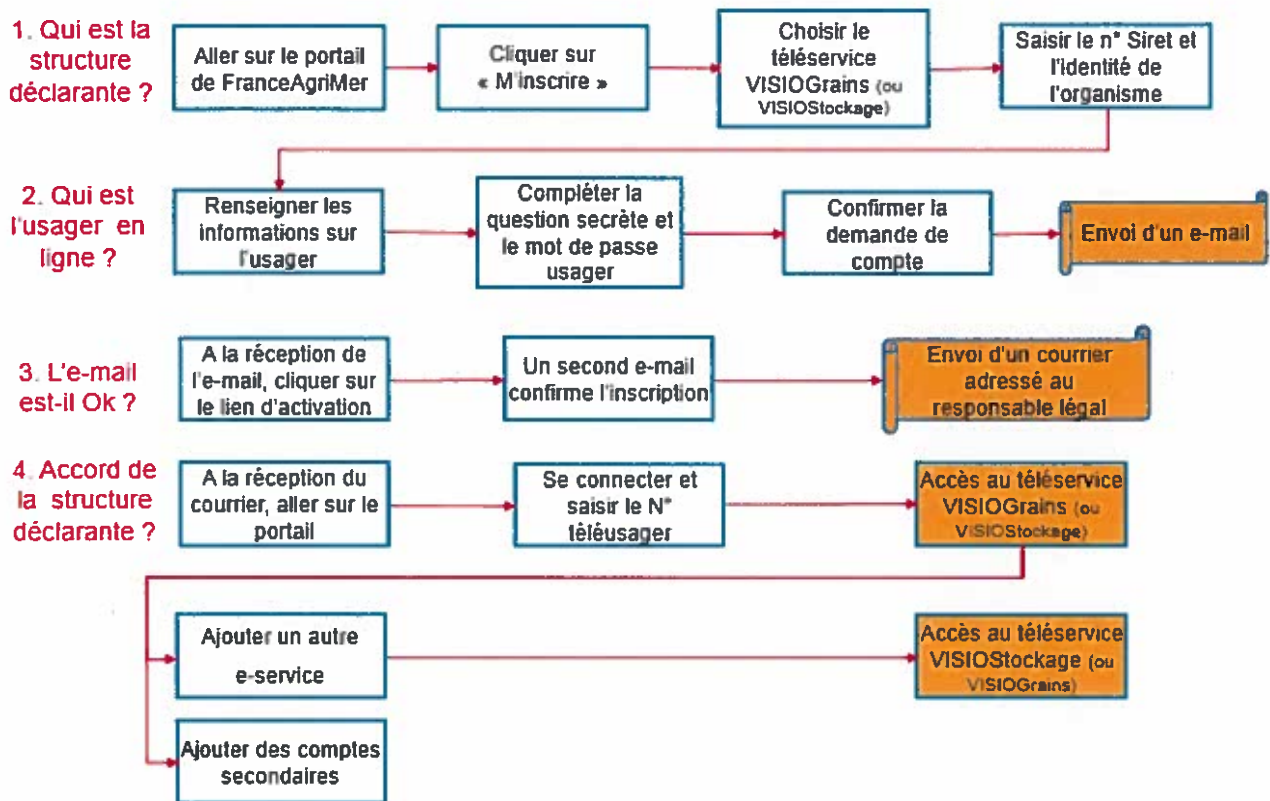 1. Qui est la
structure
déclarante ?
Aller sur le portail
de FranceAgriMer
Cliquer sur
« M'inscrire »
Choisir le
téléservice
VISIOGrains (ou
VISIOStockage)
Saisir le n° Siret et
l'identité de
l'organisme
2. Qui est
l'usager en
ligne ?
Renseigner les
informations sur
l'usager
Compléter la
question secrète et
le mot de passe
usager
Confirmer la
demande de
compte
Envoi d'un e-mail
3. L'e-mail
est-il Ok ?
A la réception de
l'e-mail, cliquer sur
le lien d'activation
Un second e-mail
confirme l'inscription
Envoi d'un courrier
adressé au
responsable légal
4. Accord de
la structure
déclarante ?
A la réception du
courrier, aller sur le
portail
Se connecter et
saisir le N°
téléusager
Accès au téléservice
VISIOGrains (ou
VISIOStockage)
Ajouter un autre
e-service
Accès au téléservice
VISIOStockage (ou
VISIOGrains)
Ajouter des comptes
secondaires